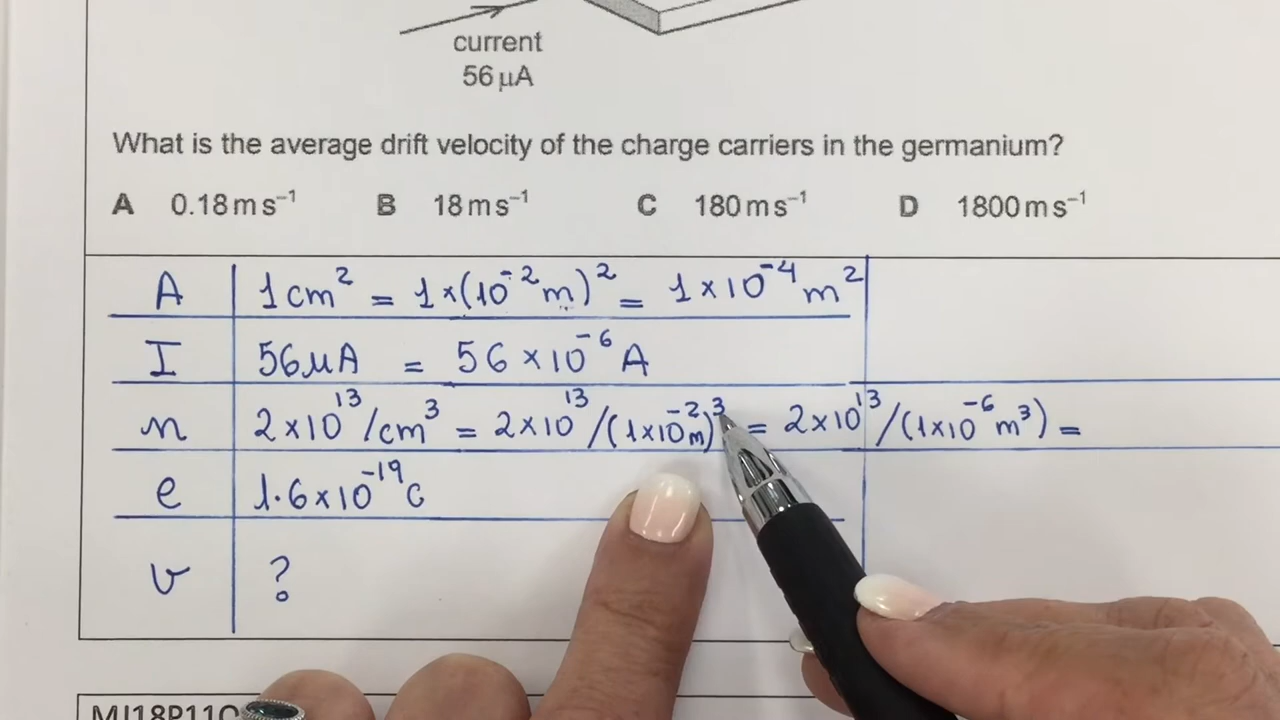 current
56 μA
What is the average drift velocity of the charge carriers in the germanium?
A 0.18 m s⁻¹ B 18 m s⁻¹ C 180 m s⁻¹ D 1800 m s⁻¹
A 1 cm² = 1×(10⁻² m)² = 1×10⁻⁴ m²
I 56μA = 56×10⁻⁶ A
n 2×10¹³/cm³ = 2×10¹³/(1×10⁻²m)³ = 2×10¹³/(1×10⁻⁶ m³) =
e 1.6×10⁻¹⁹ C
v ?